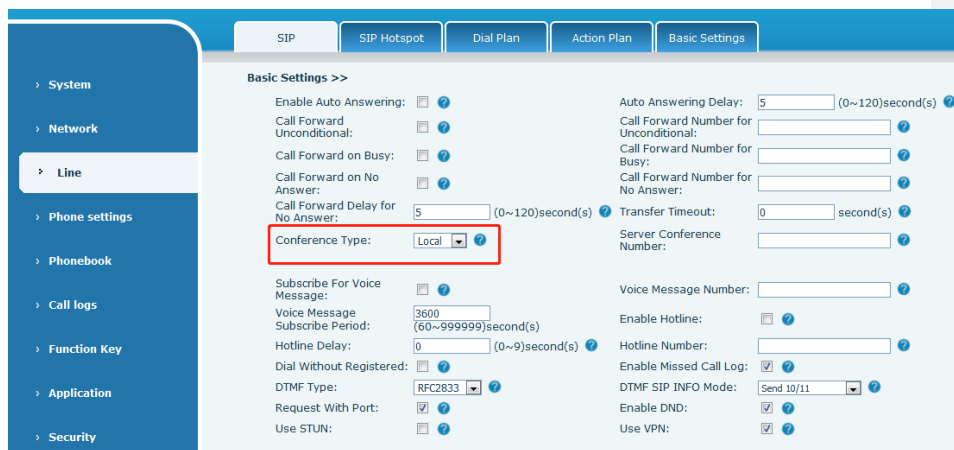 SIP
SIP Hotspot
Dial Plan
Action Plan
Basic Settings
› System
› Network
Line
› Phone settings
› Phonebook
› Call logs
› Function Key
› Application
› Security
Basic Settings >>
Enable Auto Answering: ?
Auto Answering Delay: 5 (0~120)second(s) ?
Call Forward
Unconditional: ?
Call Forward Number for
Unconditional: ?
Call Forward on Busy: ?
Call Forward Number for
Busy: ?
Call Forward on No
Answer: ?
Call Forward Number for
No Answer: ?
Call Forward Delay for
No Answer: 5 (0~120)second(s) ?
Transfer Timeout: 0 second(s) ?
Conference Type: Local ?
Server Conference
Number: ?
Subscribe For Voice
Message: ?
Voice Message Number: ?
Voice Message
Subscribe Period: 3600
(60~999999)second(s)
Enable Hotline: ?
Hotline Delay: 0 (0~9)second(s) ?
Hotline Number: ?
Dial Without Registered: ?
Enable Missed Call Log: ?
DTMF Type: RFC2833 ?
DTMF SIP INFO Mode: Send 10/11 ?
Request With Port: ?
Enable DND: ?
Use STUN: ?
Use VPN: ?